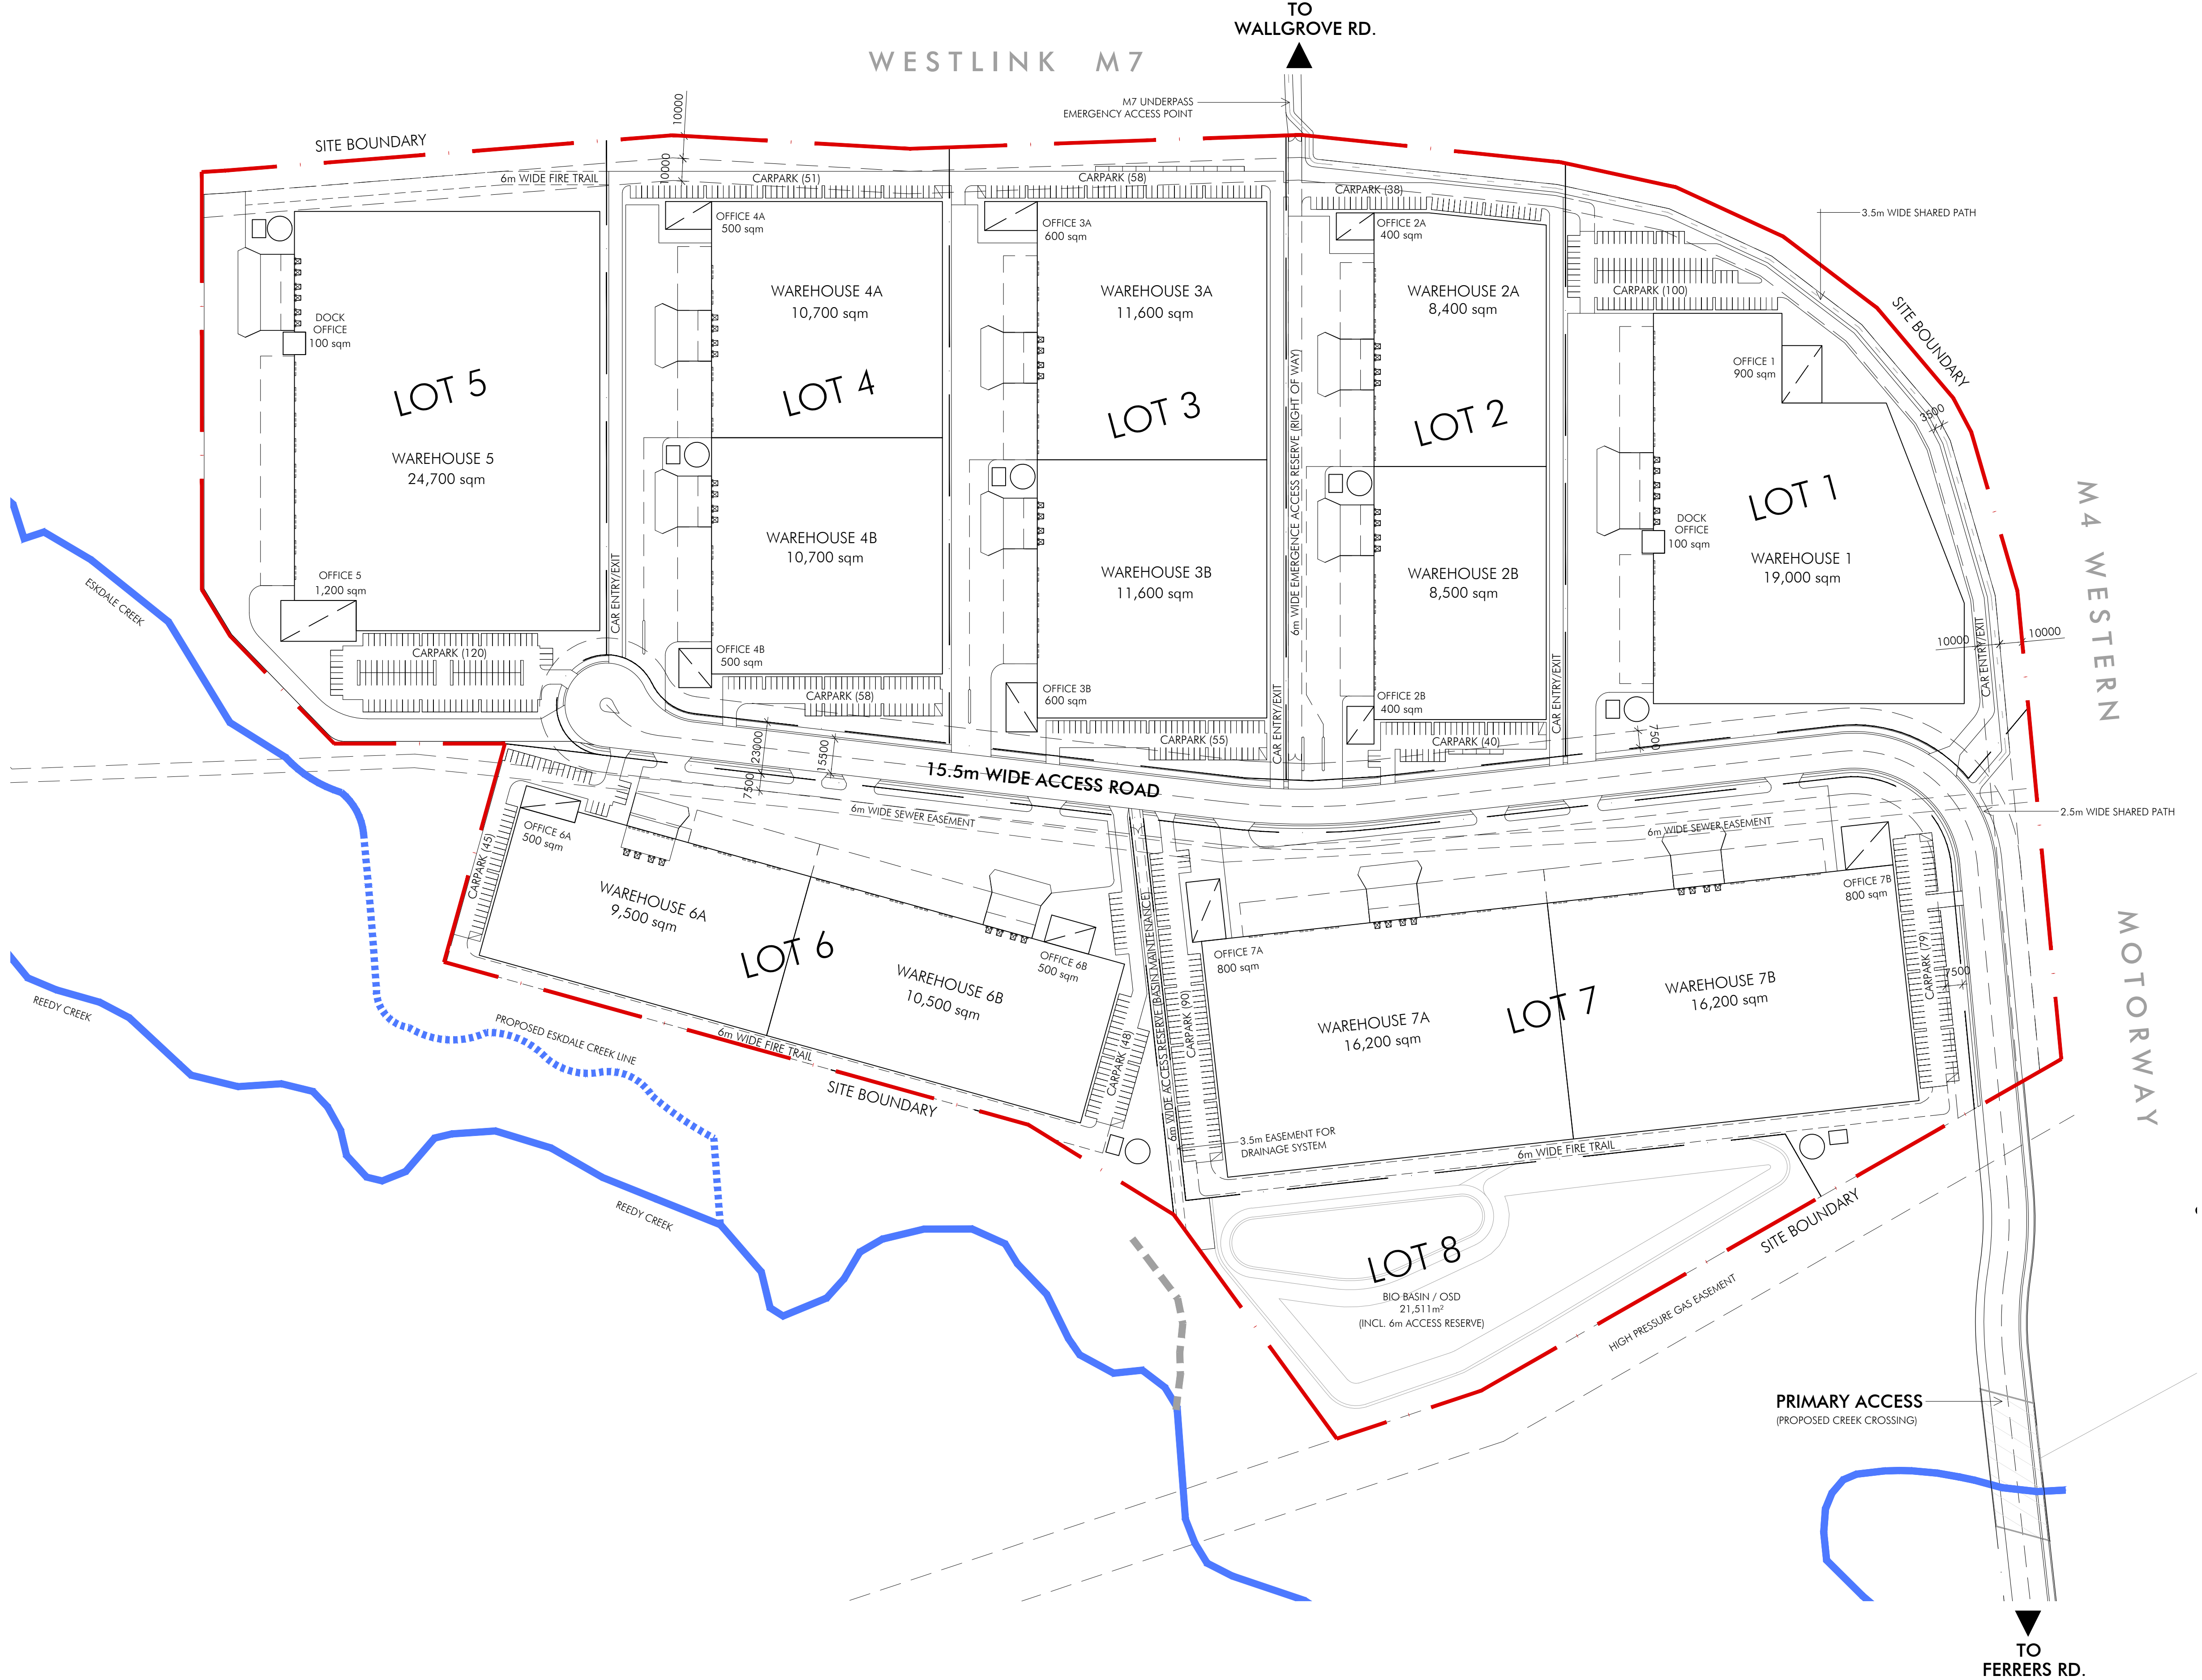 TO
WALLGROVE RD.
WESTLINK M7
M7 UNDERPASS
EMERGENCY ACCESS POINT
10000
10000
SITE BOUNDARY
6m WIDE FIRE TRAIL
CARPARK (51)
CARPARK (58)
CARPARK (38)
3.5m WIDE SHARED PATH
OFFICE 4A
500 sqm
OFFICE 3A
600 sqm
OFFICE 2A
400 sqm
CARPARK (100)
SITE BOUNDARY
WAREHOUSE 4A
10,700 sqm
WAREHOUSE 3A
11,600 sqm
WAREHOUSE 2A
8,400 sqm
DOCK
OFFICE
100 sqm
OFFICE 1
900 sqm
LOT 5
LOT 4
LOT 3
LOT 2
LOT 1
3500
6m WIDE EMERGENCE ACCESS RESERVE (RIGHT OF WAY)
WAREHOUSE 5
24,700 sqm
WAREHOUSE 4B
10,700 sqm
WAREHOUSE 3B
11,600 sqm
WAREHOUSE 2B
8,500 sqm
DOCK
OFFICE
100 sqm
WAREHOUSE 1
19,000 sqm
M4 WESTERN
MOTORWAY
ESKDALE CREEK
OFFICE 5
1,200 sqm
CAR ENTRY/EXIT
CARPARK (120)
OFFICE 4B
500 sqm
CARPARK (58)
OFFICE 3B
600 sqm
CARPARK (55)
CAR ENTRY/EXIT
OFFICE 2B
400 sqm
CARPARK (40)
CAR ENTRY/EXIT
7500
10000
10000
CAR ENTRY/EXIT
23000
7500
15500
15.5m WIDE ACCESS ROAD
6m WIDE SEWER EASEMENT
6m WIDE SEWER EASEMENT
2.5m WIDE SHARED PATH
OFFICE 6A
500 sqm
CARPARK (45)
WAREHOUSE 6A
9,500 sqm
LOT 6
WAREHOUSE 6B
10,500 sqm
OFFICE 6B
500 sqm
CARPARK (48)
6m WIDE ACCESS RESERVE (BASIN MAINTENANCE)
CARPARK (90)
OFFICE 7A
800 sqm
OFFICE 7B
800 sqm
CARPARK (79)
7500
WAREHOUSE 7A
16,200 sqm
LOT 7
WAREHOUSE 7B
16,200 sqm
REEDY CREEK
PROPOSED ESKDALE CREEK LINE
6m WIDE FIRE TRAIL
SITE BOUNDARY
3.5m EASEMENT FOR
DRAINAGE SYSTEM
6m WIDE FIRE TRAIL
REEDY CREEK
LOT 8
BIO BASIN / OSD
21,511m²
(INCL. 6m ACCESS RESERVE)
SITE BOUNDARY
HIGH PRESSURE GAS EASEMENT
PRIMARY ACCESS
(PROPOSED CREEK CROSSING)
TO
FERRERS RD.